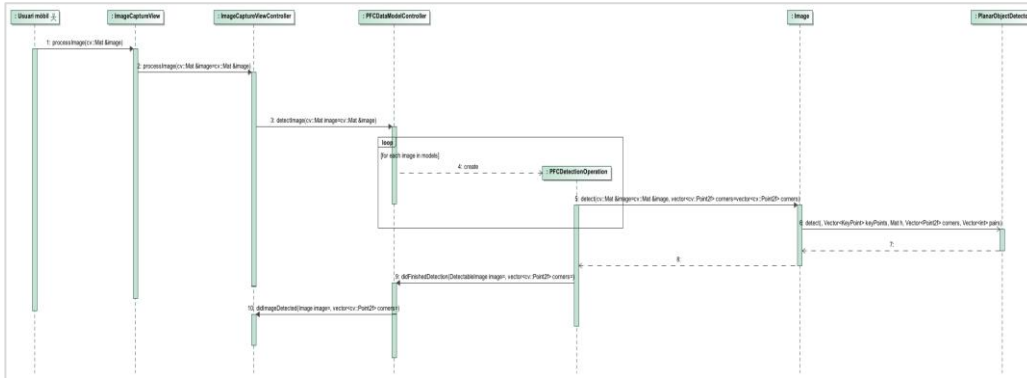 : Usuari mòbil
: ImageCaptureView
: ImageCaptureViewController
: PFCDataModelController
: Image
: PlanarObjectDetecto
1: processImage(cv::Mat &image)
2: processImage(cv::Mat &image=cv::Mat &image)
3: detectImage(cv::Mat image=cv::Mat &image)
loop
[for each image in models]
4: create
: PFCDetectionOperation
5: detect(cv::Mat &image=cv::Mat &image, vector<cv::Point2f> corners=vector<cv::Point2f> corners)
6: detect(, Vector<KeyPoint> keyPoints, Mat h, Vector<Point2f> corners, Vector<int> pairs)
7:
8:
9: didFinishedDetection(DetectableImage image=, vector<cv::Point2f> corners=)
10: didImageDetected(Image image=, vector<cv::Point2f> corners=)